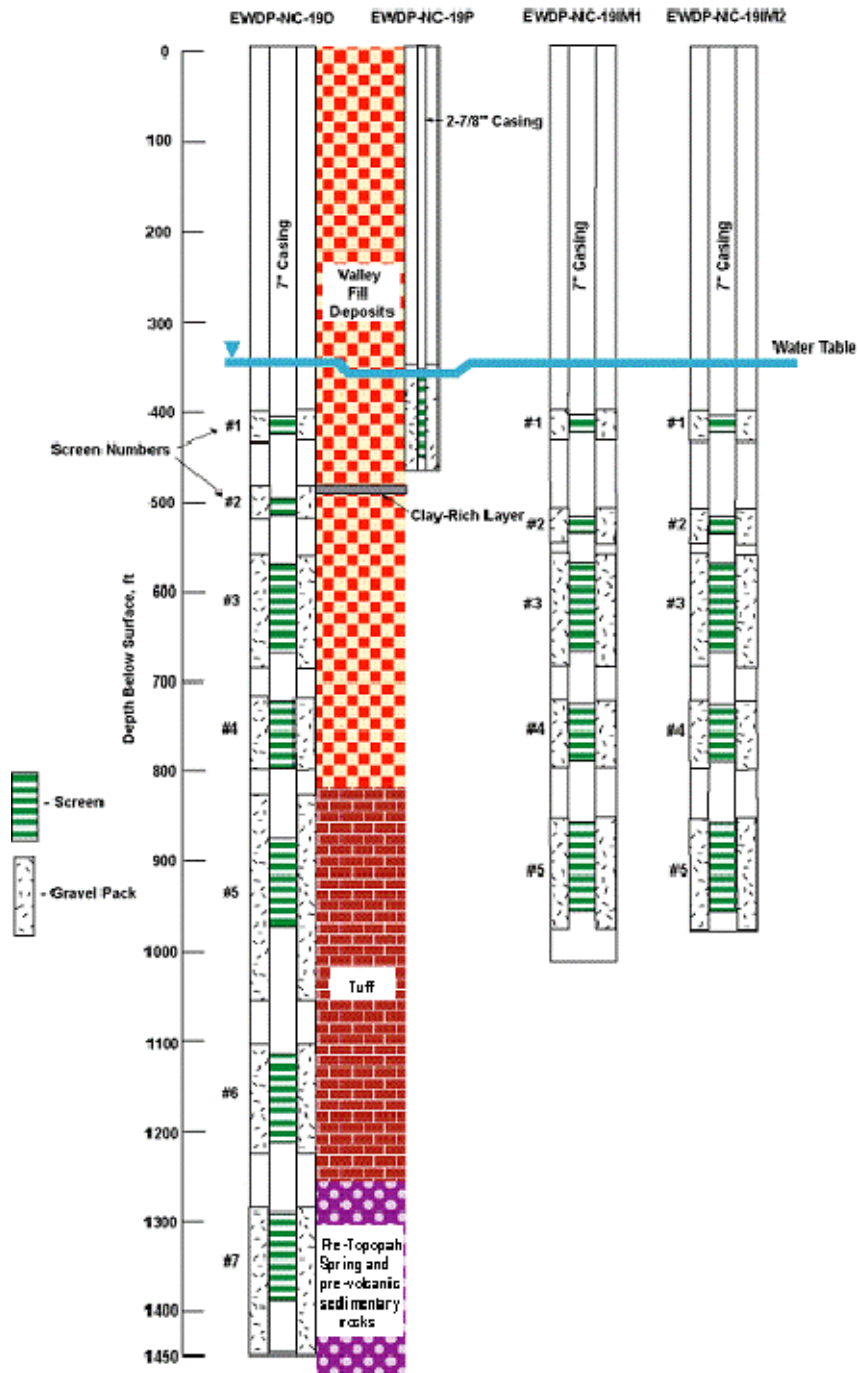 EWDP-NC-19D EWDP-NC-19P EWDP-NC-19IM1 EWDP-NC-19IM2
0
2-7/8" Casing
100
200
7" Casing
7" Casing
7" Casing
Valley
Fill
Deposits
300
Water Table
400
#1
#1
#1
Screen Numbers
#2
500
Clay-Rich Layer
#2
#2
600
#3
#3
#3
Depth Below Surface, ft
700
#4
#4
#4
800
- Screen
900
#5
#5
#5
- Gravel Pack
1000
Tuff
1100
#6
1200
1300
#7
Pre-Topopah
Spring and
pre-volcanic
sedimentary
rocks
1400
1450